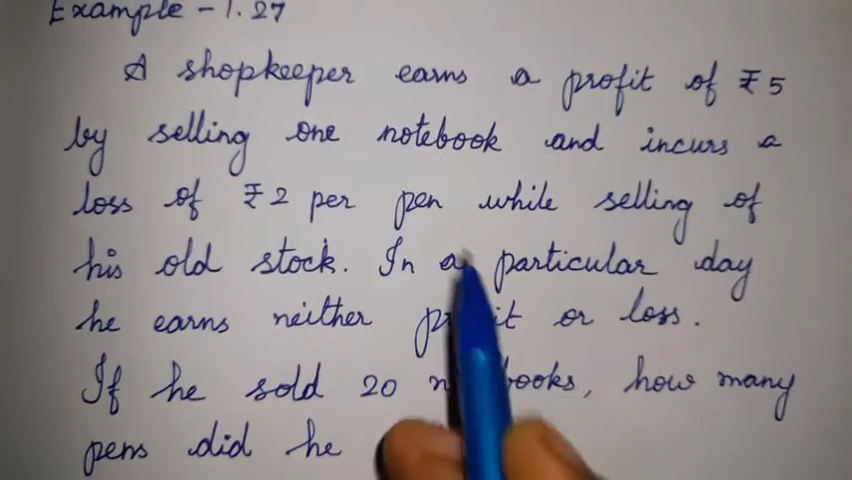 Example - 1.27
A shopkeeper earns a profit of ₹5
by selling one notebook and incurs a
loss of ₹2 per pen while selling of
his old stock. In a particular day
he earns neither or loss.
If he sold 20 how many
pens did he